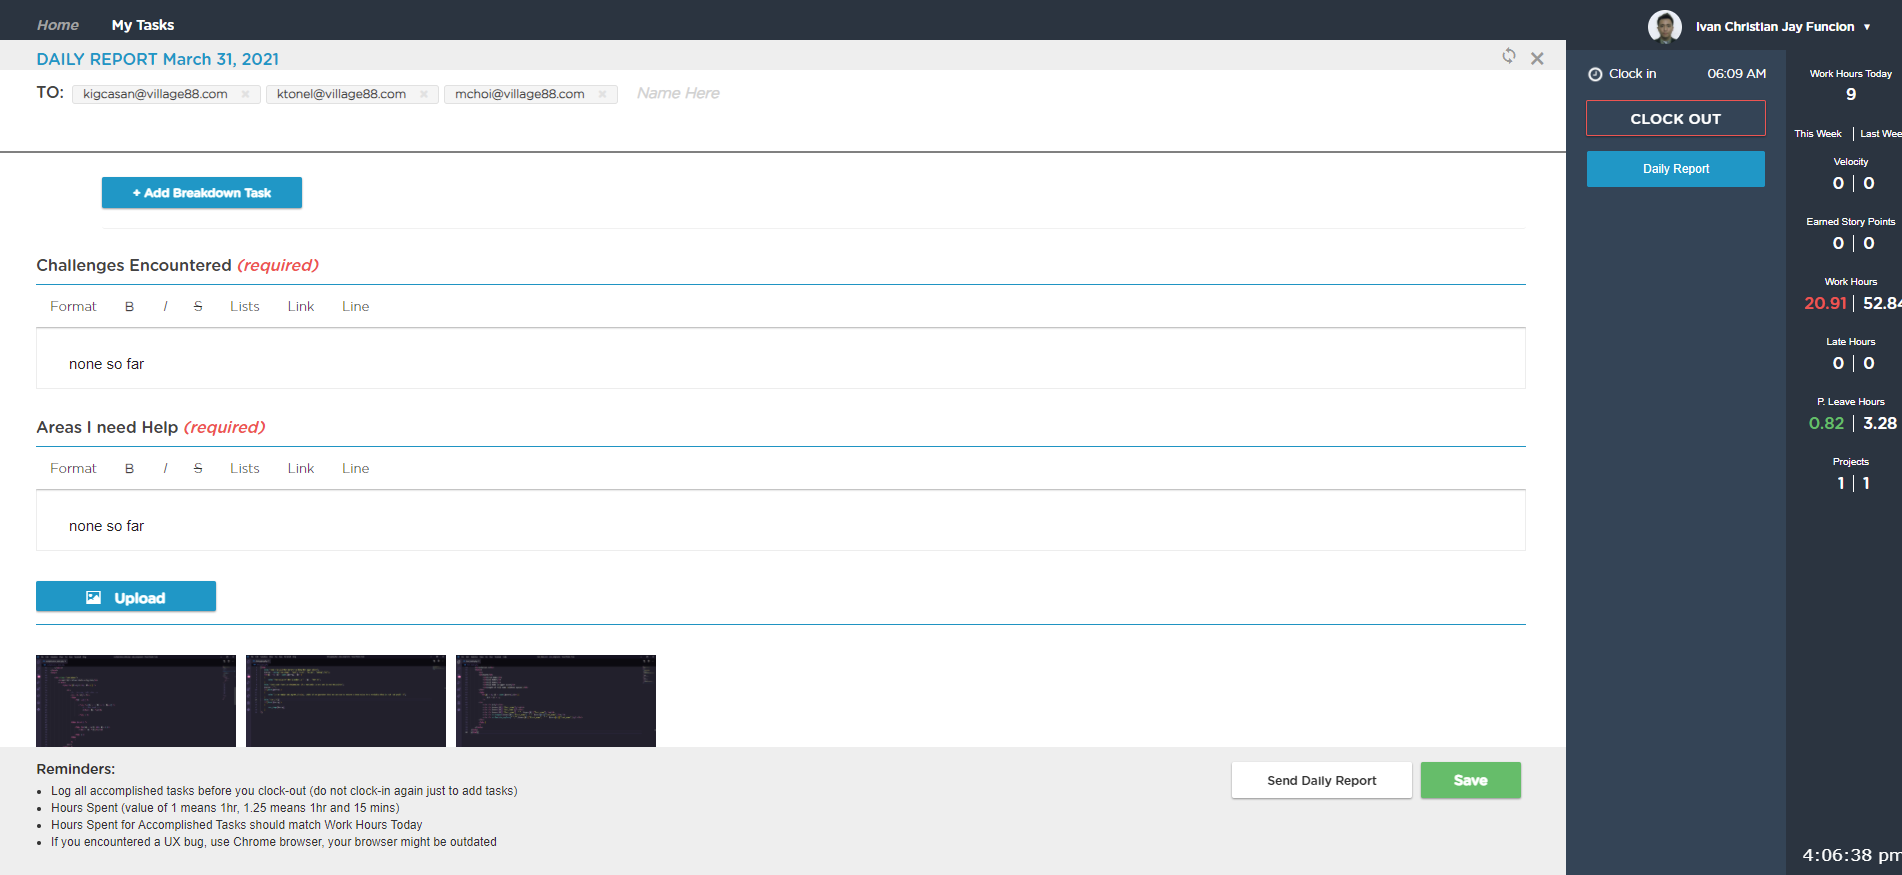 Home My Tasks
Ivan Christian Jay Funcion
DAILY REPORT March 31, 2021
TO: kigcasan@village88.com ktonel@village88.com mchoi@village88.com Name Here
+ Add Breakdown Task
Challenges Encountered (required)
Format B I S Lists Link Line
none so far
Areas I need Help (required)
Format B I S Lists Link Line
none so far
Upload
Reminders:
Log all accomplished tasks before you clock-out (do not clock-in again just to add tasks)
Hours Spent (value of 1 means 1hr, 1.25 means 1hr and 15 mins)
Hours Spent for Accomplished Tasks should match Work Hours Today
If you encountered a UX bug, use Chrome browser, your browser might be outdated
Send Daily Report Save
Clock in 06:09 AM
CLOCK OUT
Daily Report
Work Hours Today
9
This Week Last Wee
Velocity
0 0
Earned Story Points
0 0
Work Hours
20.91 52.84
Late Hours
0 0
P. Leave Hours
0.82 3.28
Projects
1 1
4:06:38 pm